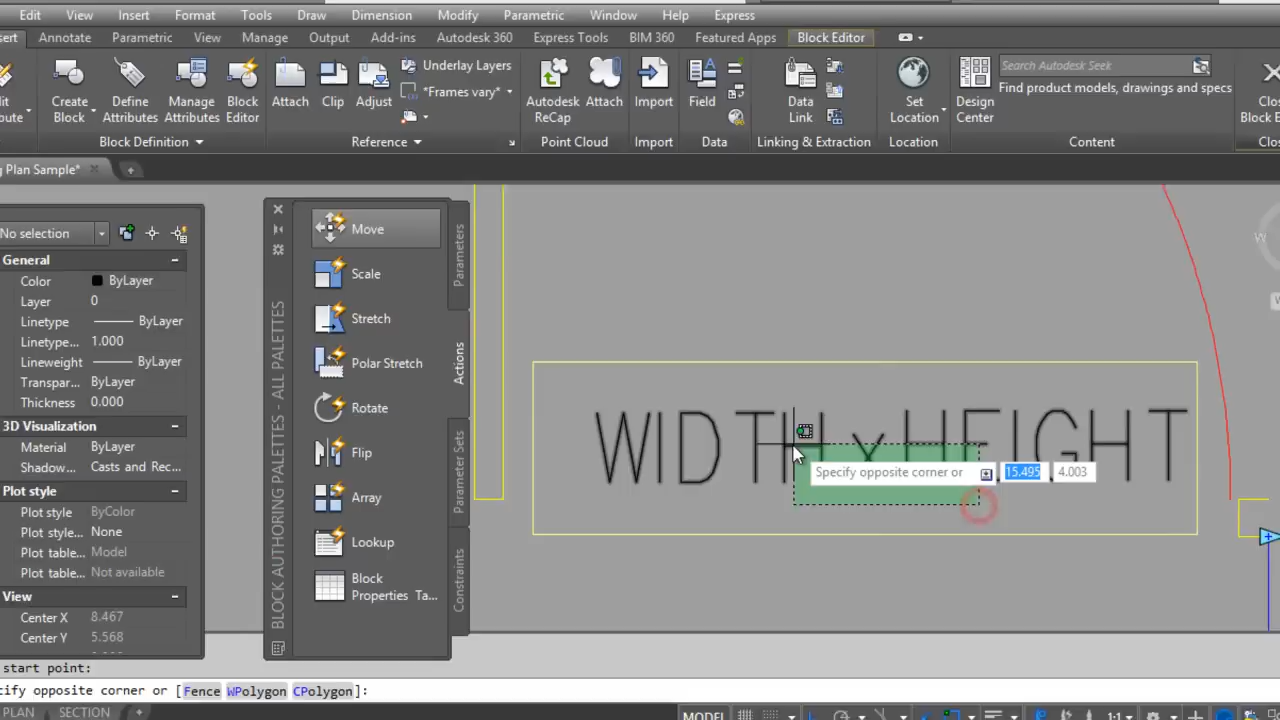 Edit View Insert Format Tools Draw Dimension Modify Parametric Window Help Express
Annotate Parametric View Manage Output Add-ins Autodesk 360 Express Tools BIM 360 Featured Apps Block Editor
Create Block
Define Attributes
Manage Attributes
Block Editor
Attach
Clip
Adjust
Underlay Layers
*Frames vary*
Autodesk ReCap
Attach
Import
Field
Data Link
Set Location
Design Center
Search Autodesk Seek
Find product models, drawings and specs
Block Definition
Reference
Point Cloud
Import
Data
Linking & Extraction
Location
Content
Plan Sample*
No selection
General
Color ByLayer
Layer 0
Linetype ByLayer
Linetype... 1.000
Lineweight ByLayer
Transpar... ByLayer
Thickness 0.000
3D Visualization
Material ByLayer
Shadow... Casts and Rec...
Plot style
Plot style ByColor
Plot style... None
Plot table... Model
Plot table... Not available
View
Center X 8.467
Center Y 5.568
BLOCK AUTHORING PALETTES - ALL PALETTES
Move
Scale
Stretch
Polar Stretch
Rotate
Flip
Array
Lookup
Block Properties Ta...
Parameters
Actions
Parameter Sets
Constraints
WIDTH x HEIGHT
Specify opposite corner or 15.495 4.003
W
start point:
cify opposite corner or [Fence WPolygon CPolygon]:
PLAN SECTION +
MODEL 1:1